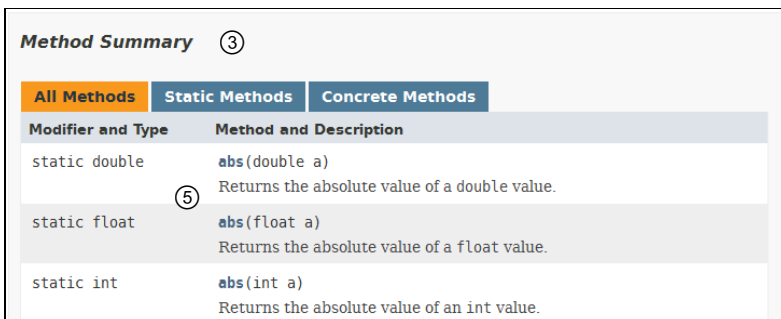 Method Summary ③
All Methods Static Methods Concrete Methods
Modifier and Type Method and Description
static double abs(double a)
Returns the absolute value of a double value.
⑤
static float abs(float a)
Returns the absolute value of a float value.
static int abs(int a)
Returns the absolute value of an int value.